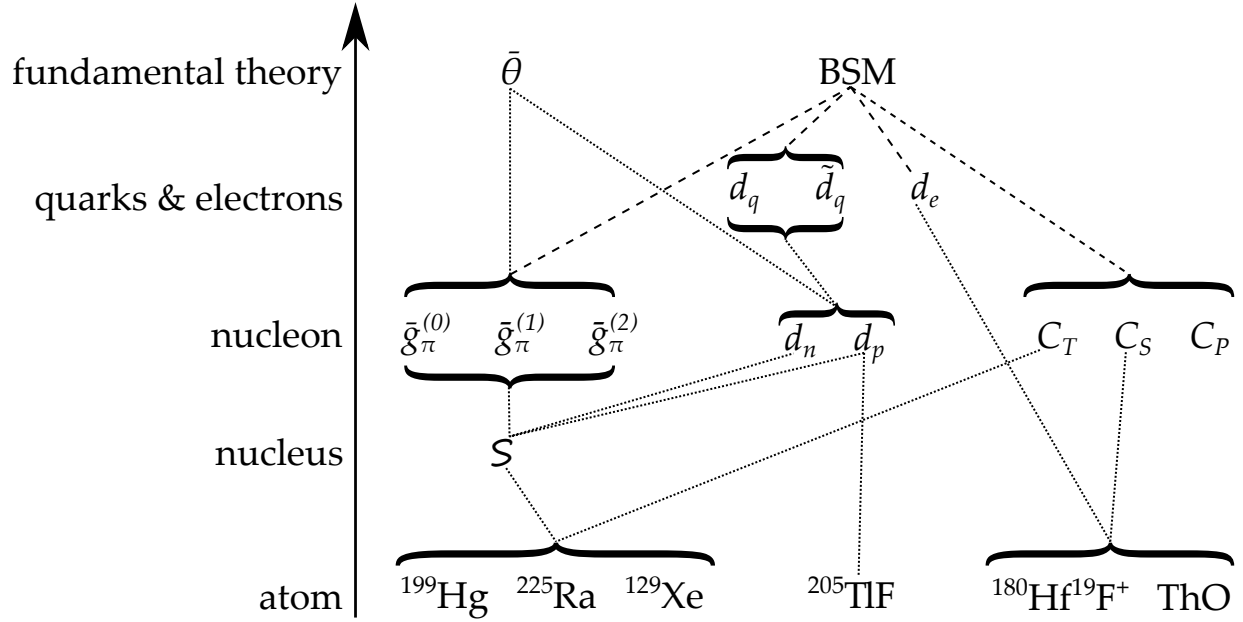 fundamental theory θ̄ BSM
quarks & electrons d_q d̃_q d_e
nucleon ḡ_π^(0) ḡ_π^(1) ḡ_π^(2) d_n d_p C_T C_S C_P
nucleus S
atom ¹⁹⁹Hg ²²⁵Ra ¹²⁹Xe ²⁰⁵TlF ¹⁸⁰Hf¹⁹F⁺ ThO